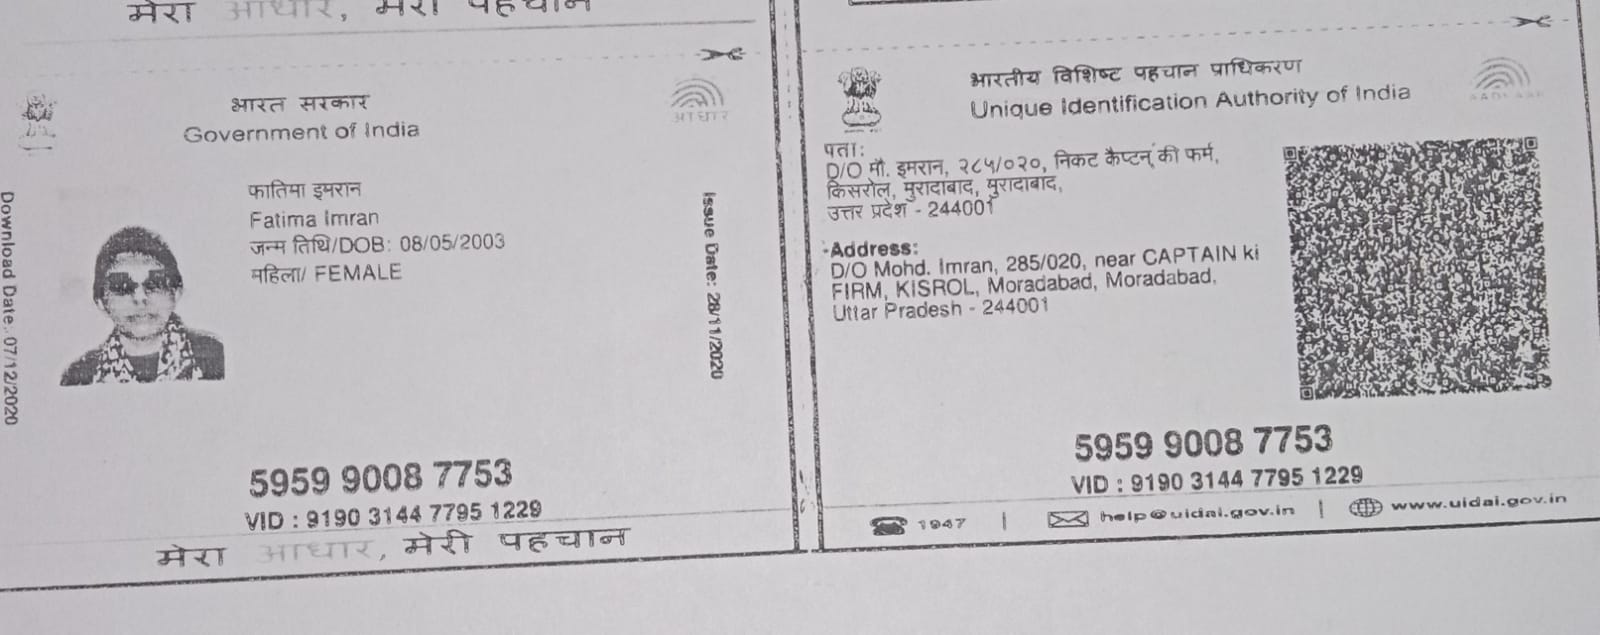 मेरा आधार, मेरी पहचान
भारत सरकार
Government of India
आधार
फातिमा इमरान
Fatima Imran
जन्म तिथि/DOB: 08/05/2003
महिला/ FEMALE
Download Date: 07/12/2020
Issue Date: 28/11/2020
5959 9008 7753
VID : 9190 3144 7795 1229
मेरा आधार, मेरी पहचान
भारतीय विशिष्ट पहचान प्राधिकरण
Unique Identification Authority of India
AADHAAR
पता:
D/O मौ. इमरान, २८५/०२०, निकट कैप्टन् की फर्म,
किसरोल, मुरादाबाद, मुरादाबाद,
उत्तर प्रदेश - 244001
Address:
D/O Mohd. Imran, 285/020, near CAPTAIN ki
FIRM, KISROL, Moradabad, Moradabad,
Uttar Pradesh - 244001
5959 9008 7753
VID : 9190 3144 7795 1229
1947 | help@uidai.gov.in | www.uidai.gov.in